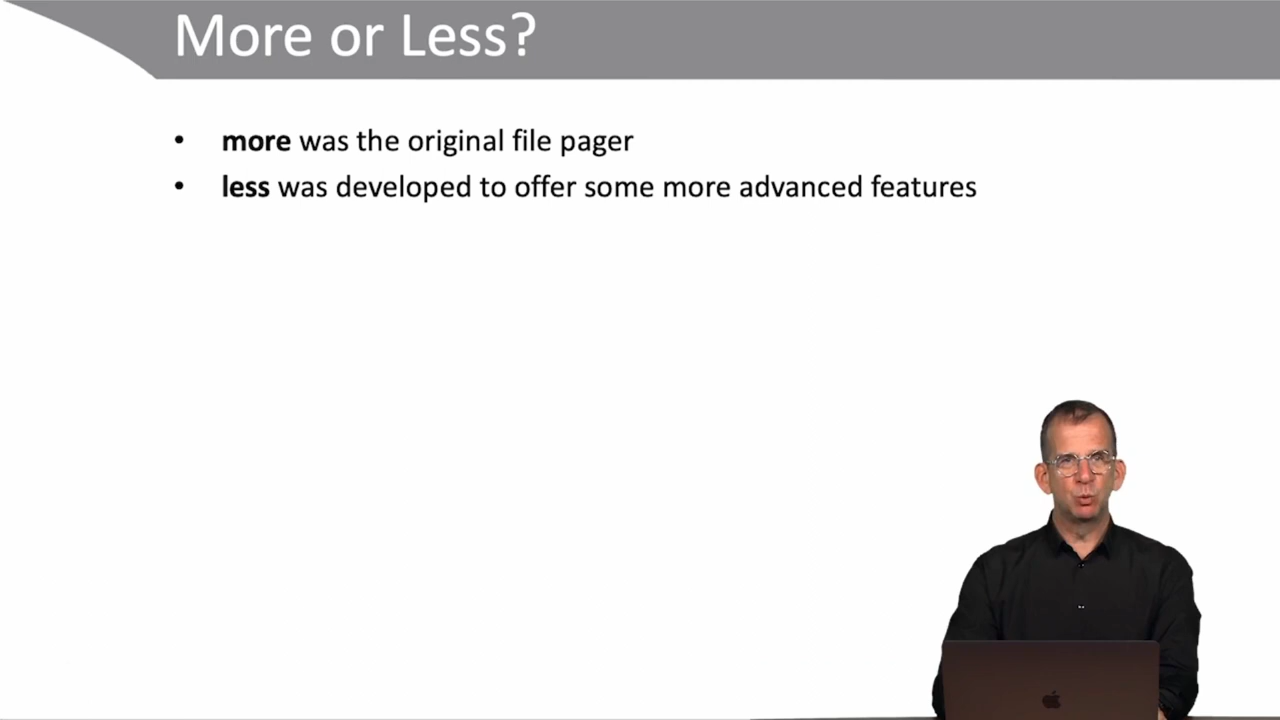 More or Less?
• more was the original file pager
• less was developed to offer some more advanced features